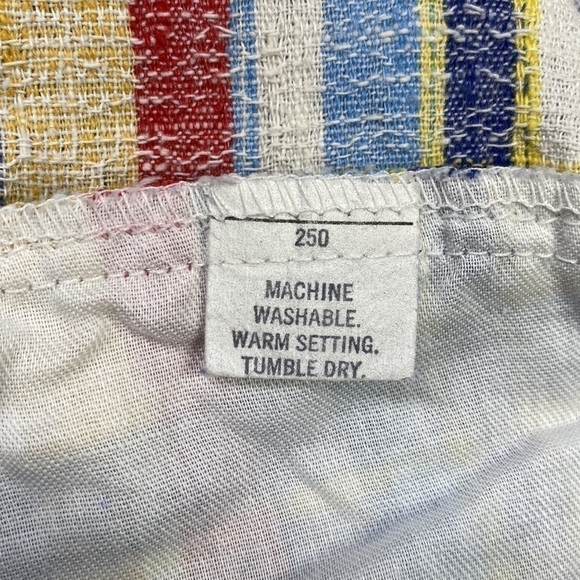 250
MACHINE
WASHABLE.
WARM SETTING.
TUMBLE DRY.